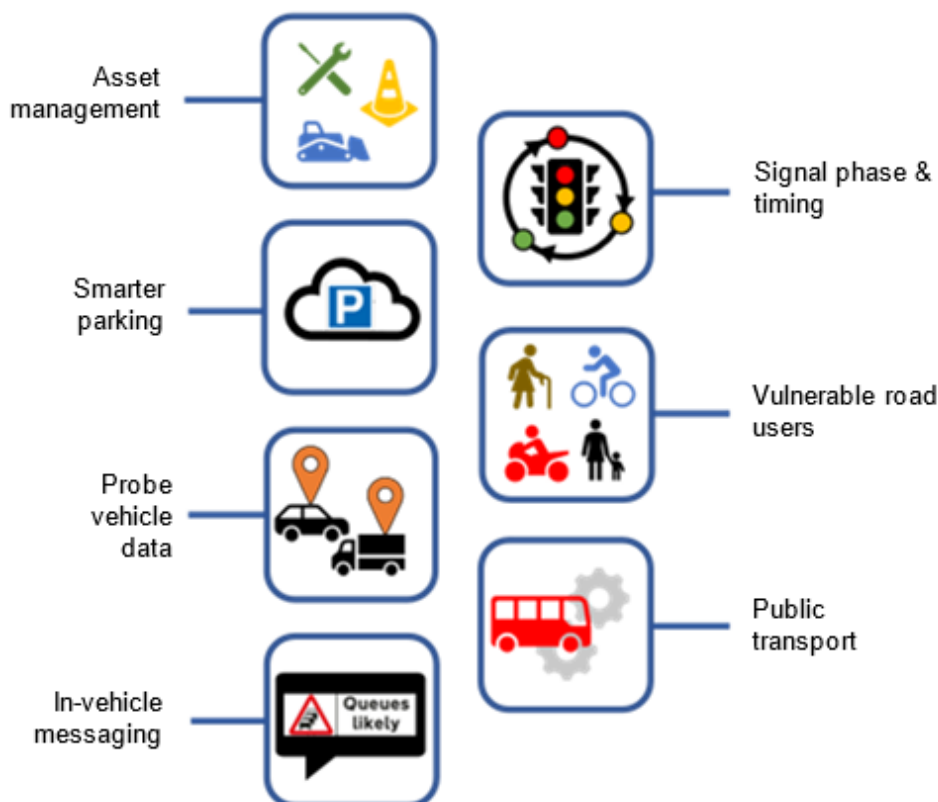 Asset
management
Signal phase &
timing
Smarter
parking
P
Vulnerable road
users
Probe
vehicle
data
Public
transport
In-vehicle
messaging
Queues
likely